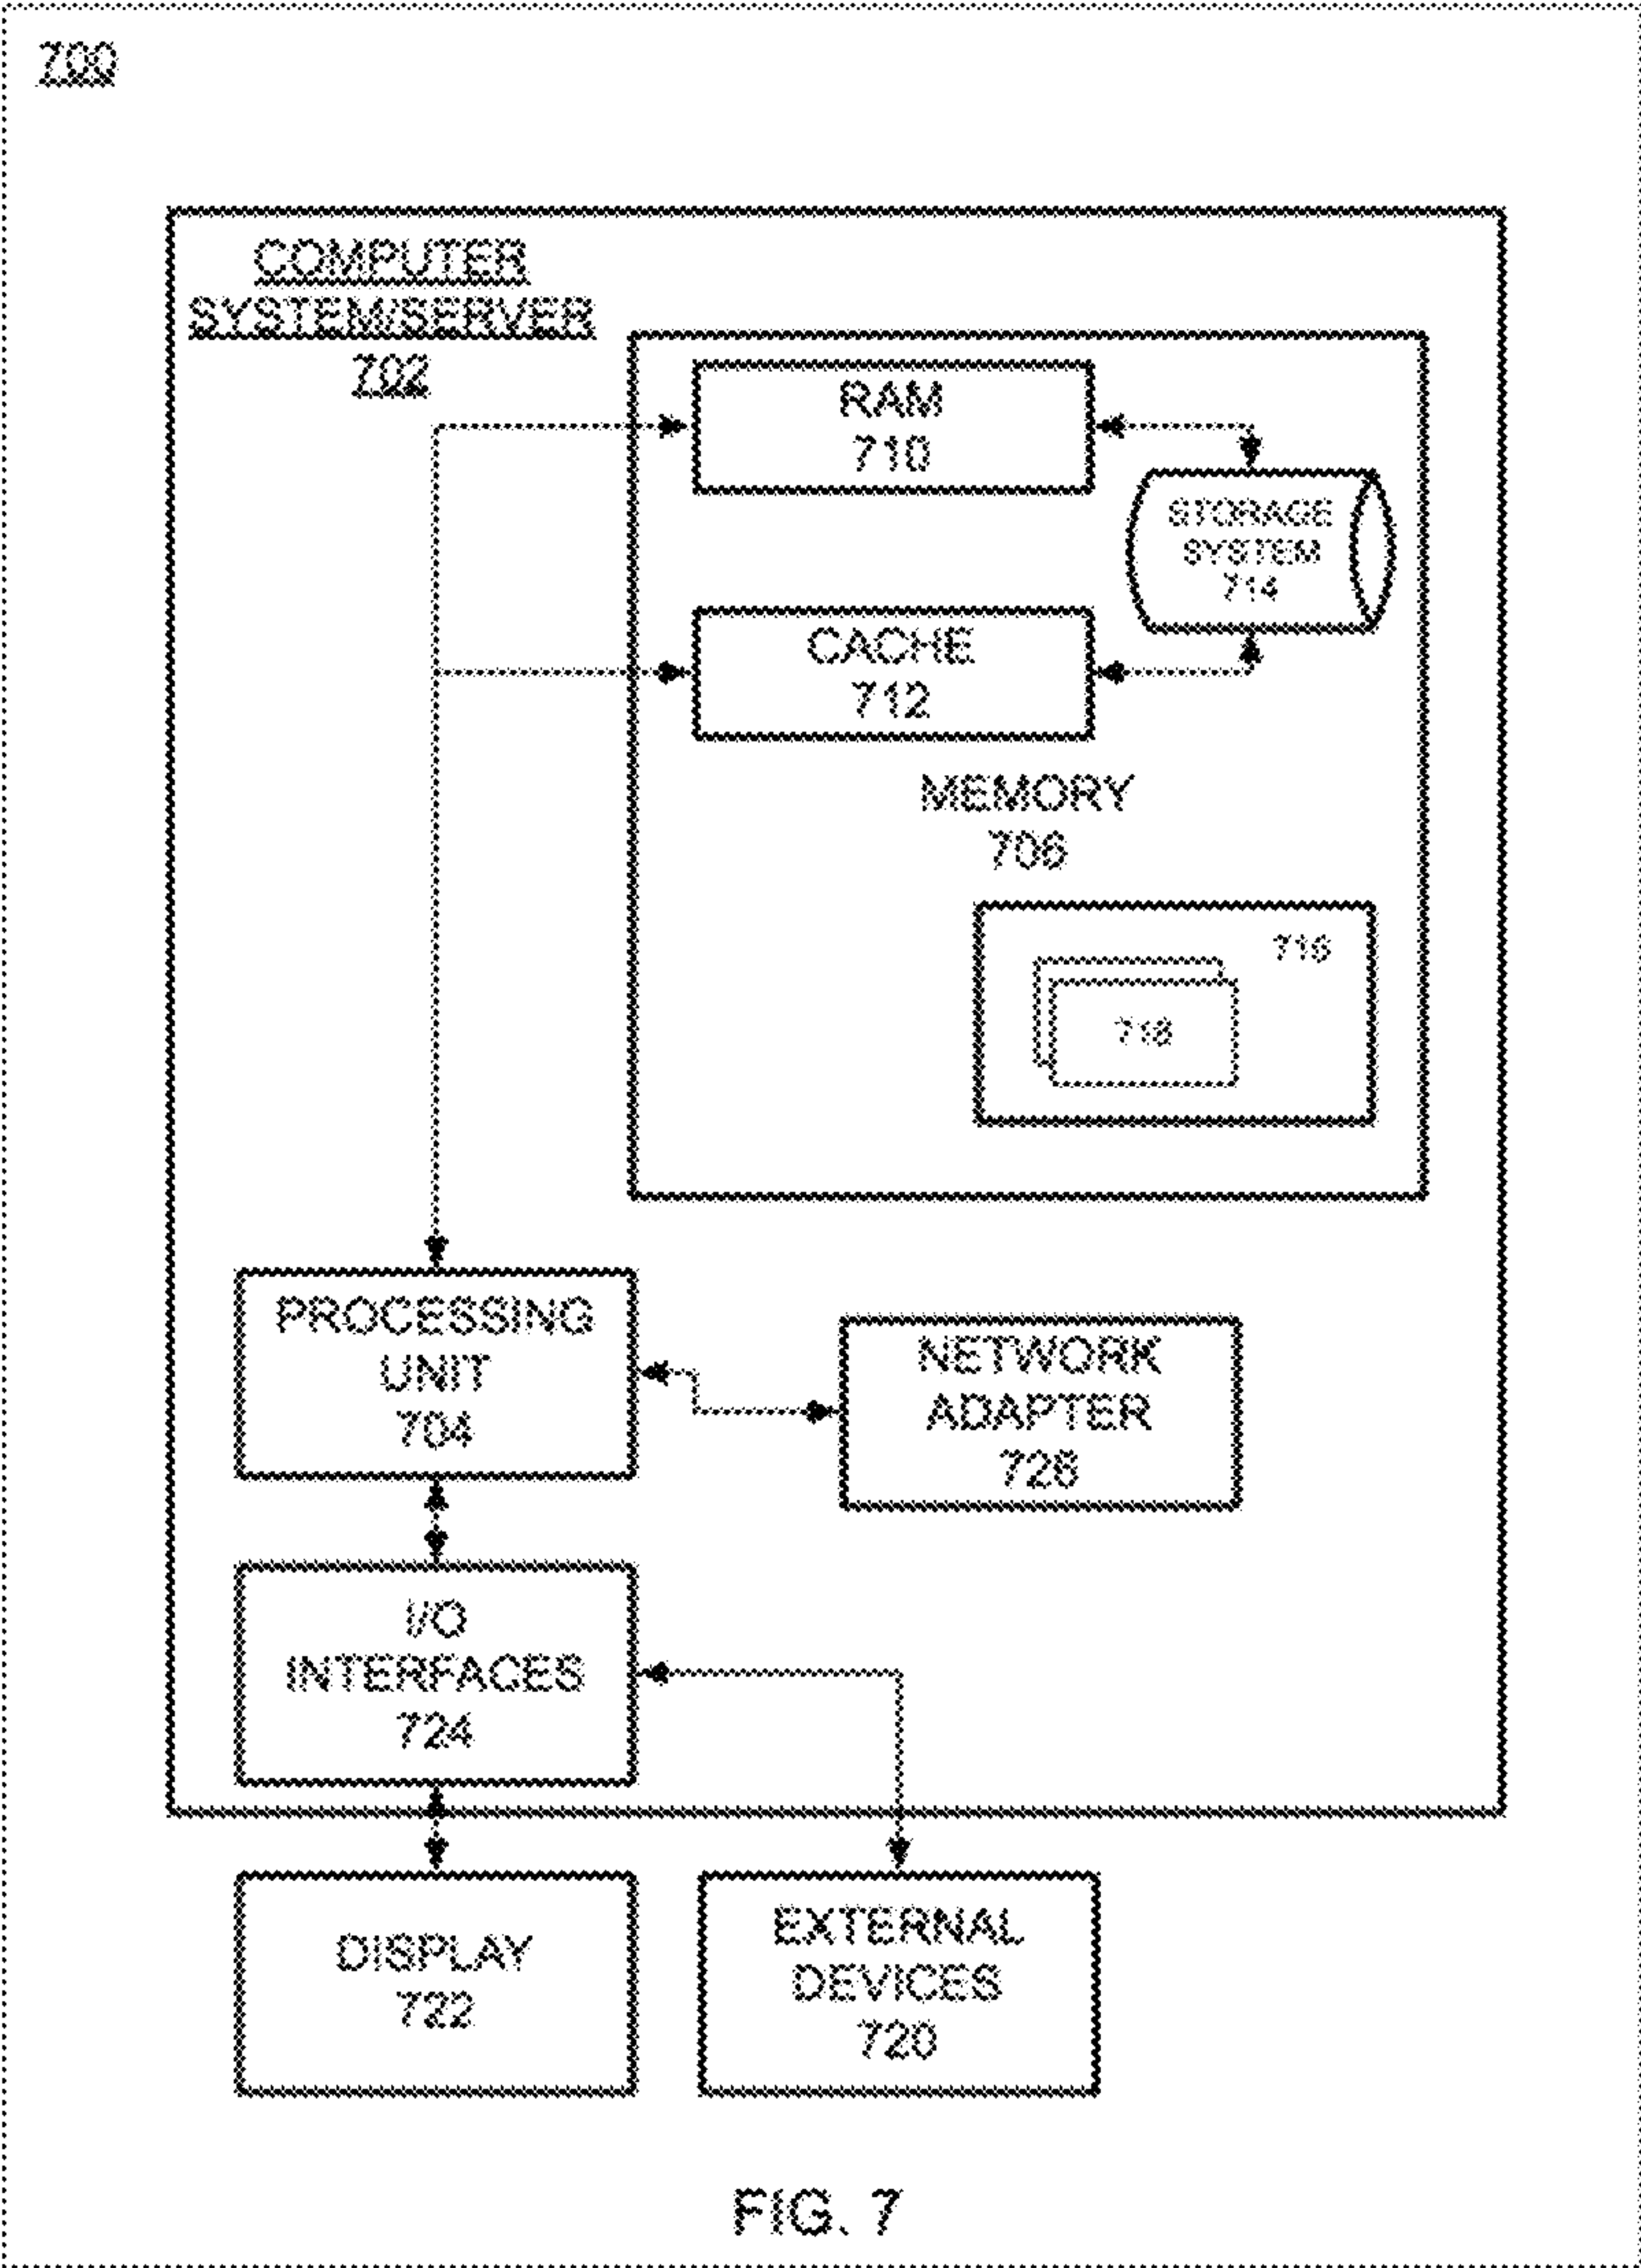 700
COMPUTER
SYSTEM/SERVER
702
RAM
710
STORAGE
SYSTEM
714
CACHE
712
MEMORY
706
716
718
PROCESSING
UNIT
704
NETWORK
ADAPTER
726
I/O
INTERFACES
724
DISPLAY
722
EXTERNAL
DEVICES
720
FIG. 7